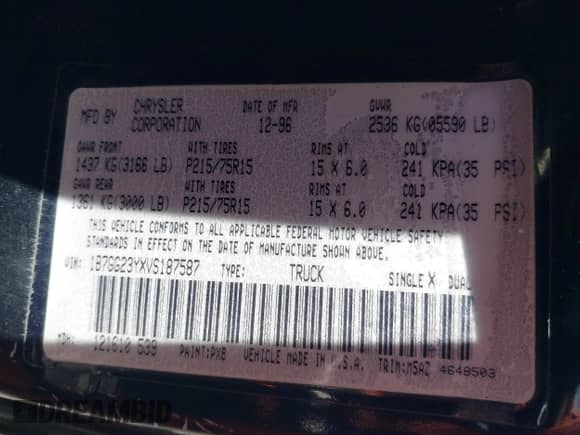 MFD BY CHRYSLER CORPORATION DATE OF MFR 12-96 GVWR 2536 KG(05590 LB)
GAWR FRONT WITH TIRES RIMS AT COLD
1437 KG(3166 LB) P215/75R15 15 X 6.0 241 KPA(35 PSI)
GAWR REAR WITH TIRES RIMS AT COLD
1361 KG(3000 LB) P215/75R15 15 X 6.0 241 KPA(35 PSI)
THIS VEHICLE CONFORMS TO ALL APPLICABLE FEDERAL MOTOR VEHICLE SAFETY
STANDARDS IN EFFECT ON THE DATE OF MANUFACTURE SHOWN ABOVE.
VIN: 1B7GG23YXVS187587 TYPE: TRUCK SINGLE X DUAL
MDH: 121610 539 PAINT:PXB VEHICLE MADE IN U.S.A. TRIM:M5AZ 4648503
DREAMBID